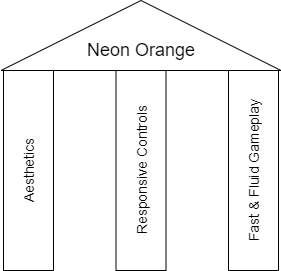 Neon Orange
Aesthetics
Responsive Controls
Fast & Fluid Gameplay